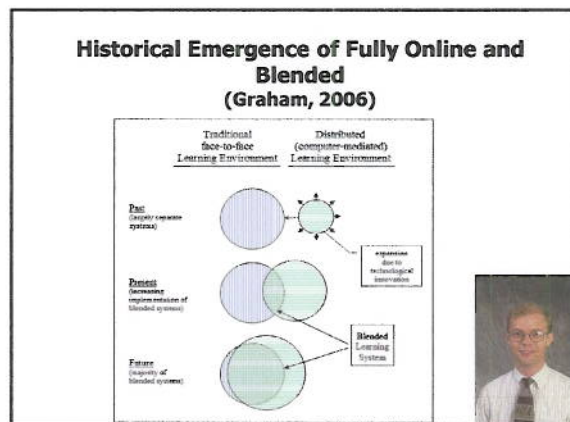 Historical Emergence of Fully Online and
Blended
(Graham, 2006)
Traditional
face-to-face
Learning Environment
Distributed
(computer-mediated)
Learning Environment
Past
(largely separate
systems)
expansion
due to
technological
innovation
Present
(increasing
implementation of
blended systems)
Blended
Learning
System
Future
(majority of
blended systems)